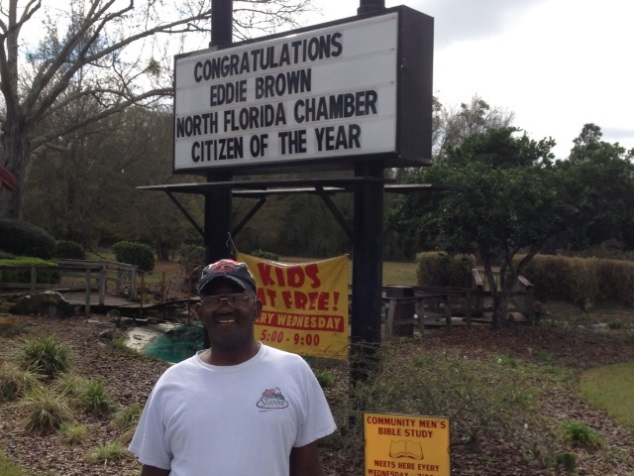 CONGRATULATIONS
EDDIE BROWN
NORTH FLORIDA CHAMBER
CITIZEN OF THE YEAR
KIDS
FREE!
WEDNESDAY
5:00 - 9:00
COMMUNITY MEN'S
BIBLE STUDY
MEETS HERE EVERY